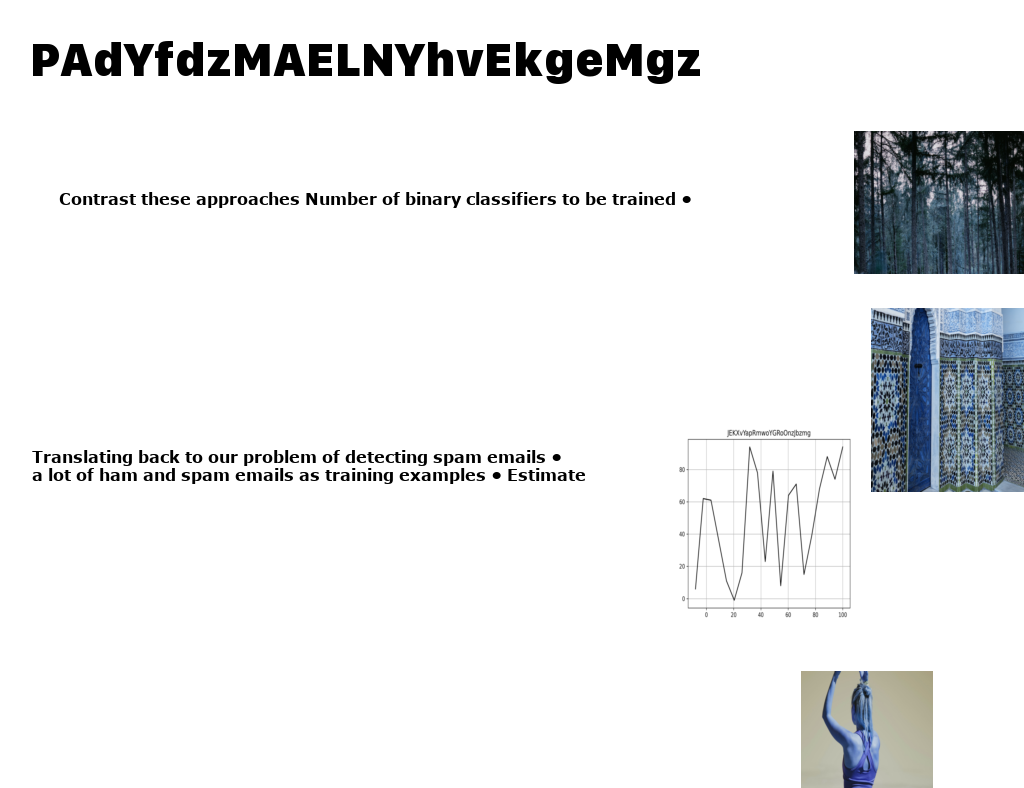 PAdYfdzMAELNYhvEkgeMgz
Contrast these approaches Number of binary classifiers to be trained •
Translating back to our problem of detecting spam emails •
a lot of ham and spam emails as training examples • Estimate
JEKXvYapRmwoYGRoOnzJbzmg
80
60
40
20
0
0 20 40 60 80 100